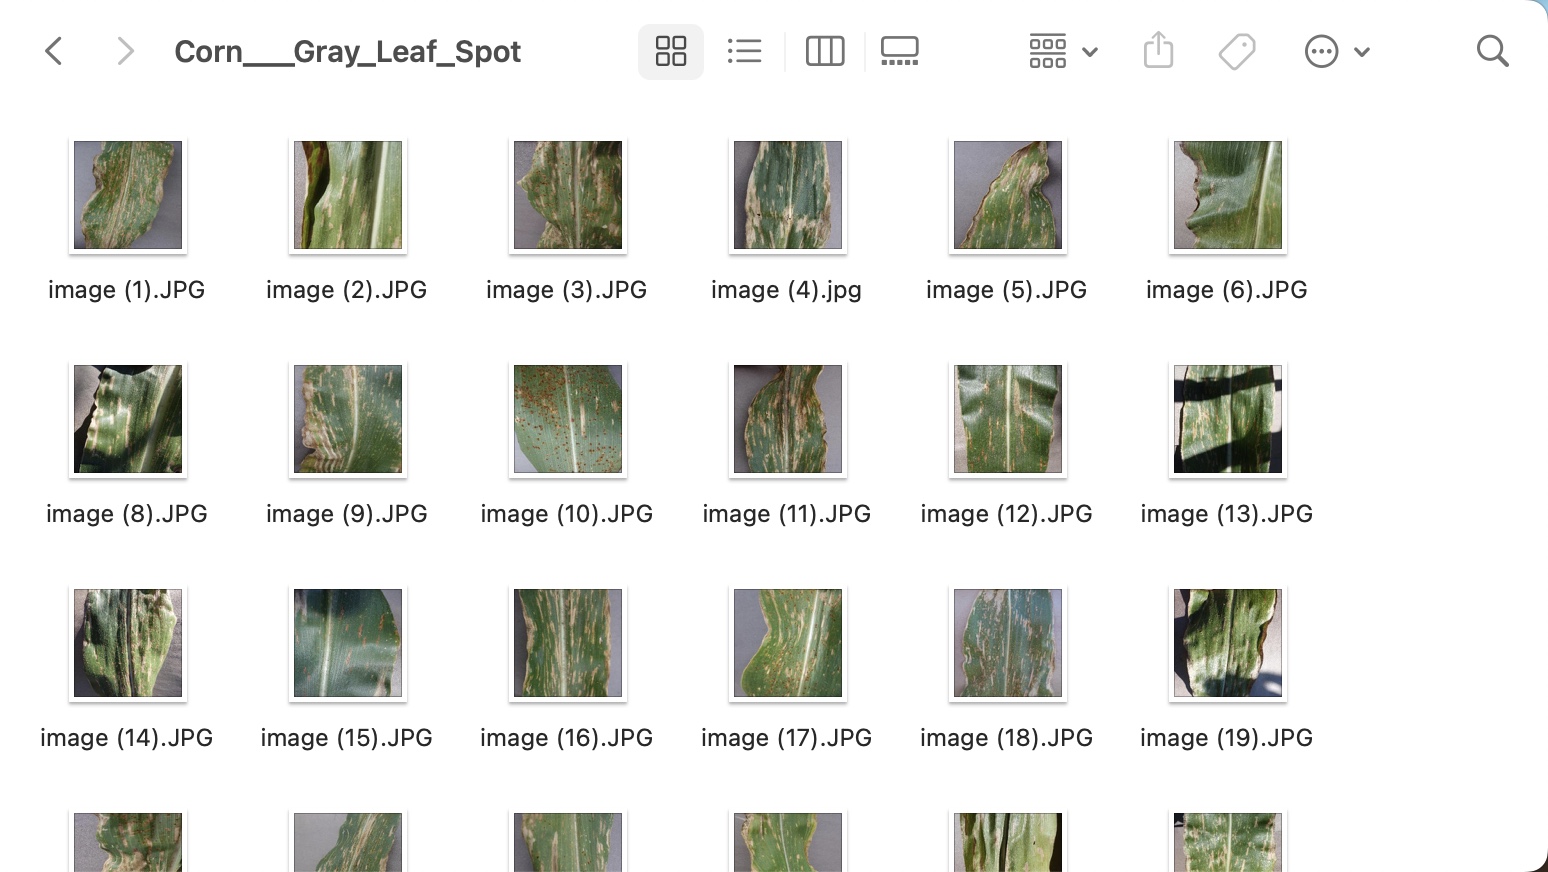 Corn___Gray_Leaf_Spot
image (1).JPG image (2).JPG image (3).JPG image (4).jpg image (5).JPG image (6).JPG
image (8).JPG image (9).JPG image (10).JPG image (11).JPG image (12).JPG image (13).JPG
image (14).JPG image (15).JPG image (16).JPG image (17).JPG image (18).JPG image (19).JPG